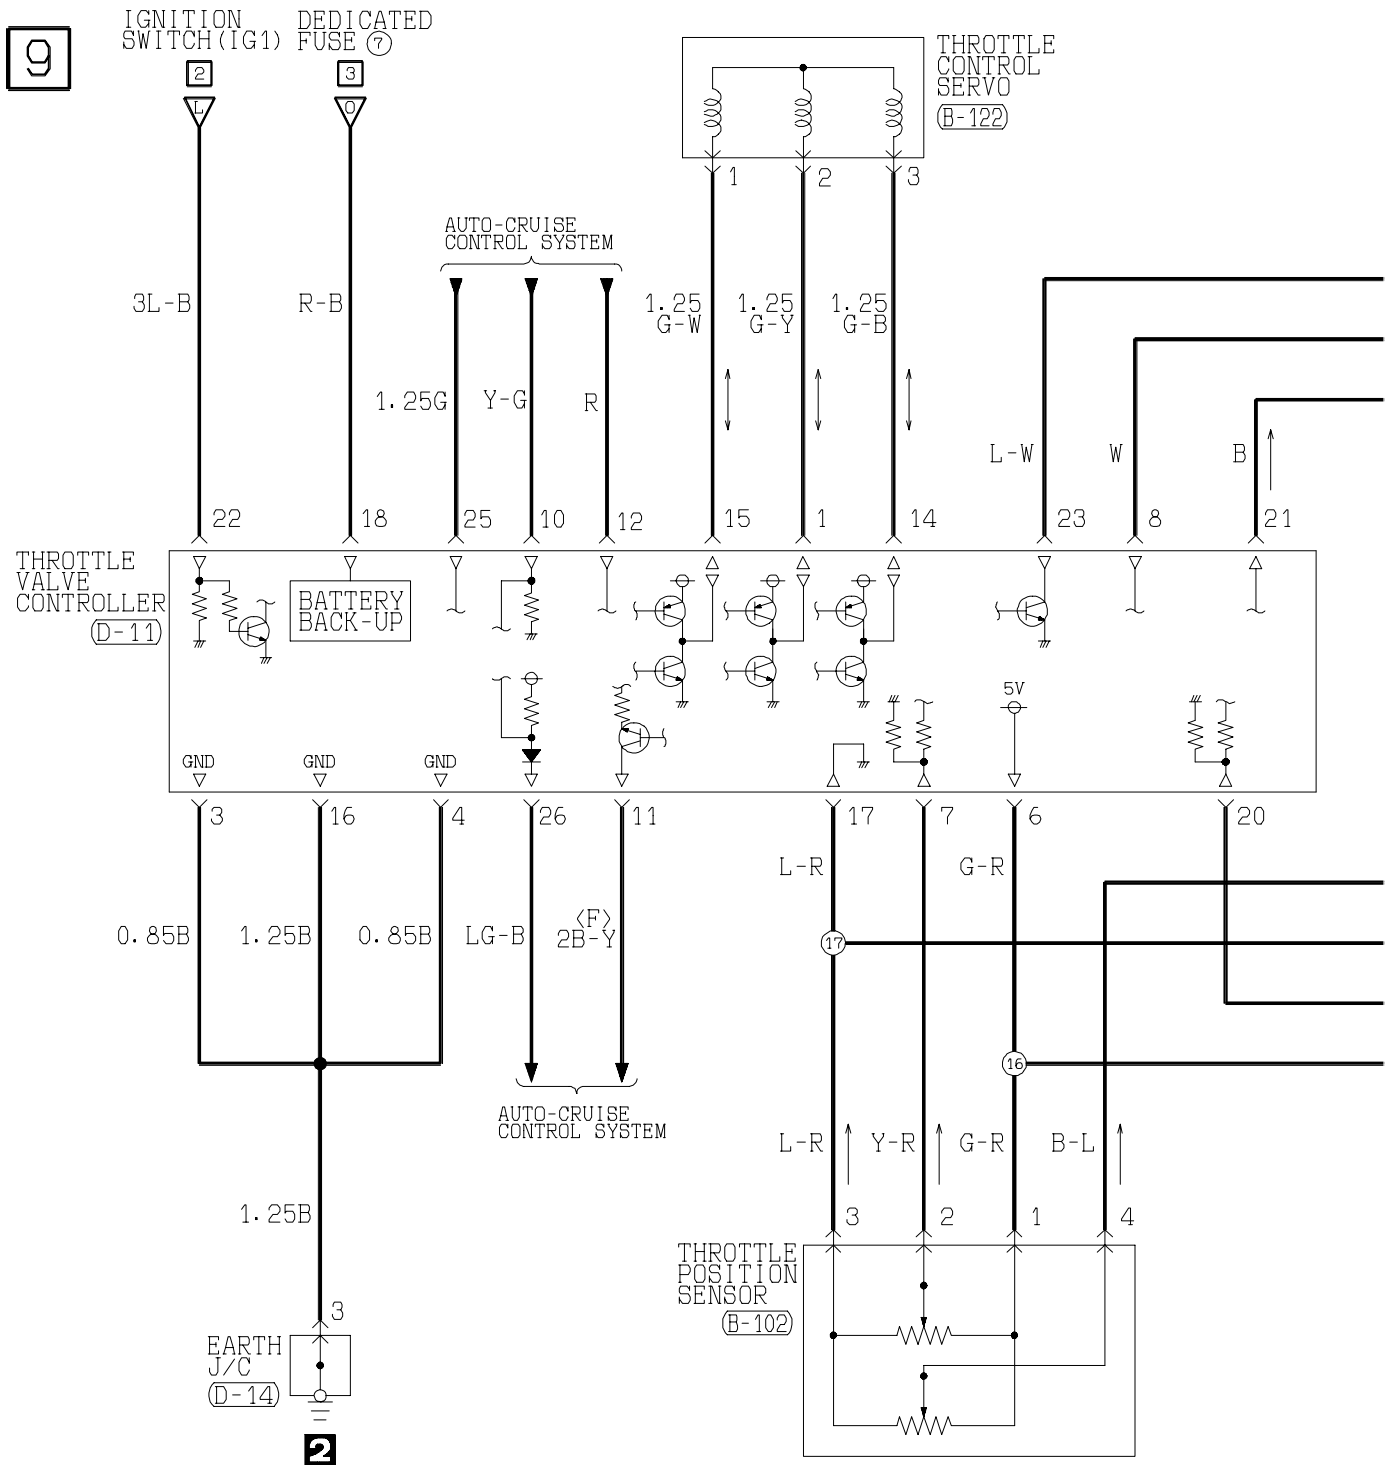 9
IGNITION
SWITCH(IG1)
DEDICATED
FUSE 7
2
3
L
O
THROTTLE
CONTROL
SERVO
B-122
1
2
3
AUTO-CRUISE
CONTROL SYSTEM
3L-B
R-B
1.25
G-W
1.25
G-Y
1.25
G-B
1.25G
Y-G
R
L-W
W
B
22
18
25
10
12
15
1
14
23
8
21
THROTTLE
VALVE
CONTROLLER
D-11
BATTERY
BACK-UP
5V
GND
GND
GND
3
16
4
26
11
17
7
6
20
L-R
G-R
0.85B
1.25B
0.85B
LG-B
<F>
2B-Y
17
16
AUTO-CRUISE
CONTROL SYSTEM
L-R
Y-R
G-R
B-L
1.25B
3
2
1
4
THROTTLE
POSITION
SENSOR
B-102
3
EARTH
J/C
D-14
2